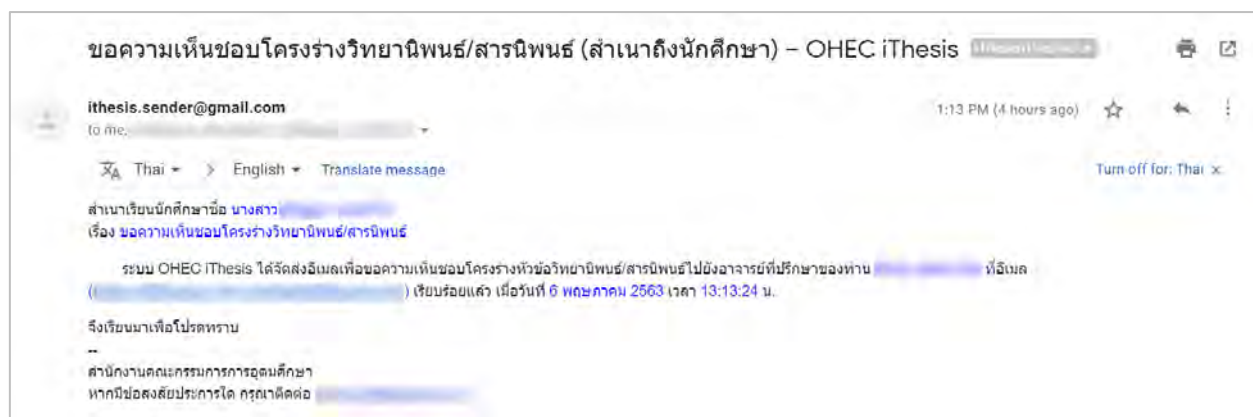 ขอความเห็นชอบโครงร่างวิทยานิพนธ์/สารนิพนธ์ (สำเนาถึงนักศึกษา) – OHEC iThesis
ithesis.sender@gmail.com
1:13 PM (4 hours ago)
to me,
Thai > English Translate message
Turn off for: Thai x
สำเนาเรียนนักศึกษาชื่อ นางสาว
เรื่อง ขอความเห็นชอบโครงร่างวิทยานิพนธ์/สารนิพนธ์
ระบบ OHEC iThesis ได้จัดส่งอีเมลเพื่อขอความเห็นชอบโครงร่างหัวข้อวิทยานิพนธ์/สารนิพนธ์ไปยังอาจารย์ที่ปรึกษาของท่าน ที่อีเมล
( ) เรียบร้อยแล้ว เมื่อวันที่ 6 พฤษภาคม 2563 เวลา 13:13:24 น.
จึงเรียนมาเพื่อโปรดทราบ
--
สำนักงานคณะกรรมการการอุดมศึกษา
หากมีข้อสงสัยประการใด กรุณาติดต่อ